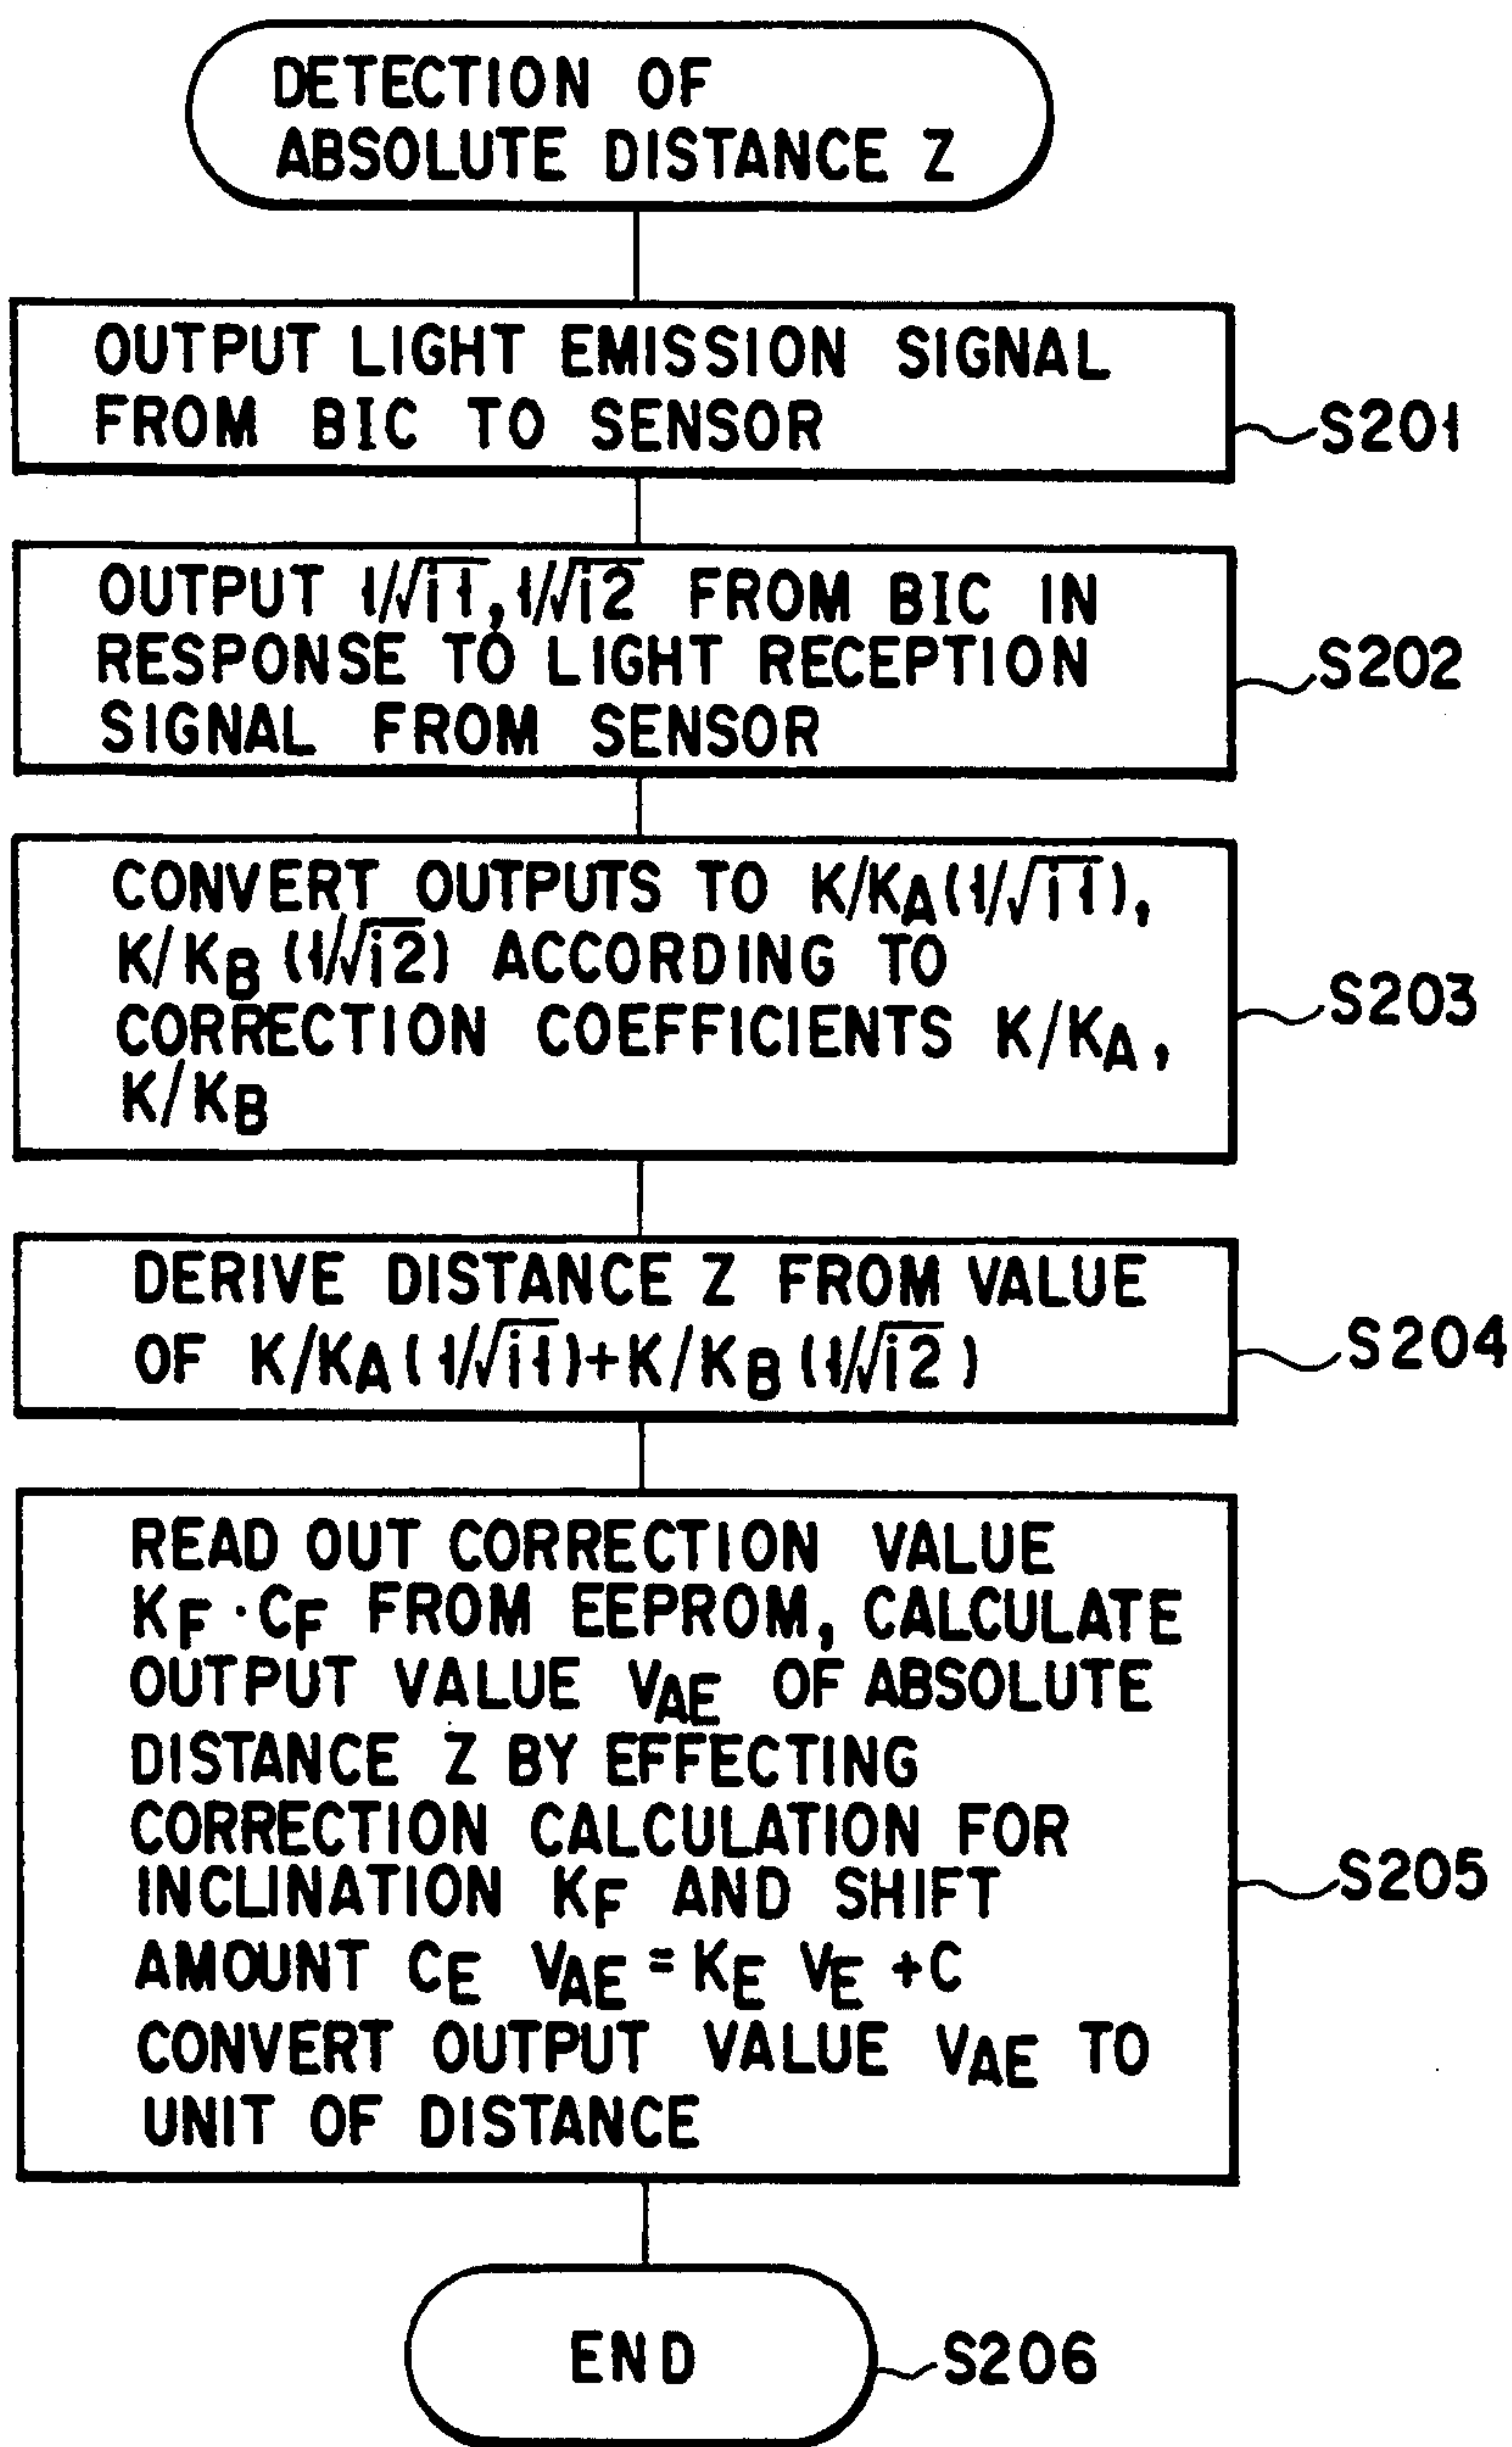 DETECTION OF
ABSOLUTE DISTANCE Z
OUTPUT LIGHT EMISSION SIGNAL
FROM BIC TO SENSOR
S201
OUTPUT 1/√i1, 1/√i2 FROM BIC IN
RESPONSE TO LIGHT RECEPTION
SIGNAL FROM SENSOR
S202
CONVERT OUTPUTS TO K/KA(1/√i1),
K/KB (1/√i2) ACCORDING TO
CORRECTION COEFFICIENTS K/KA,
K/KB
S203
DERIVE DISTANCE Z FROM VALUE
OF K/KA(1/√i1)+K/KB(1/√i2)
S204
READ OUT CORRECTION VALUE
KF·CF FROM EEPROM, CALCULATE
OUTPUT VALUE VAE OF ABSOLUTE
DISTANCE Z BY EFFECTING
CORRECTION CALCULATION FOR
INCLINATION KF AND SHIFT
AMOUNT CE VAE=KE VE+C
CONVERT OUTPUT VALUE VAE TO
UNIT OF DISTANCE
S205
END
S206